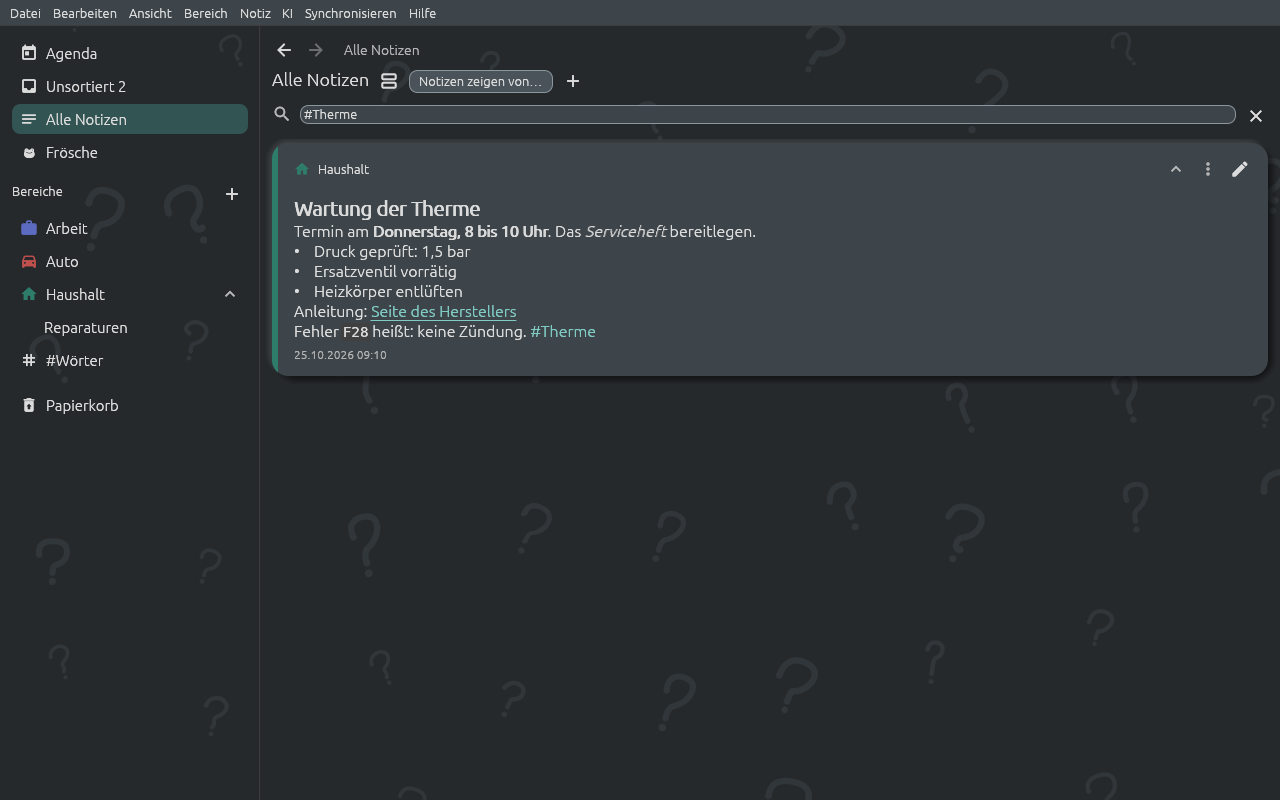 Datei Bearbeiten Ansicht Bereich Notiz KI Synchronisieren Hilfe
Agenda
Unsortiert 2
Alle Notizen
Frösche
Bereiche
Arbeit
Auto
Haushalt
Reparaturen
#Wörter
Papierkorb
Alle Notizen
Alle Notizen Notizen zeigen von…
#Therme
Haushalt
Wartung der Therme
Termin am Donnerstag, 8 bis 10 Uhr. Das Serviceheft bereitlegen.
• Druck geprüft: 1,5 bar
• Ersatzventil vorrätig
• Heizkörper entlüften
Anleitung: Seite des Herstellers
Fehler F28 heißt: keine Zündung. #Therme
25.10.2026 09:10